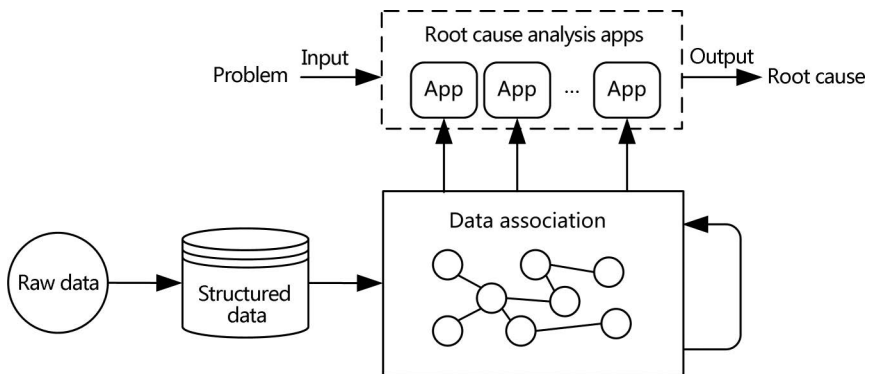 Root cause analysis apps
Problem
Input
App
App
...
App
Output
Root cause
Data association
Raw data
Structured
data